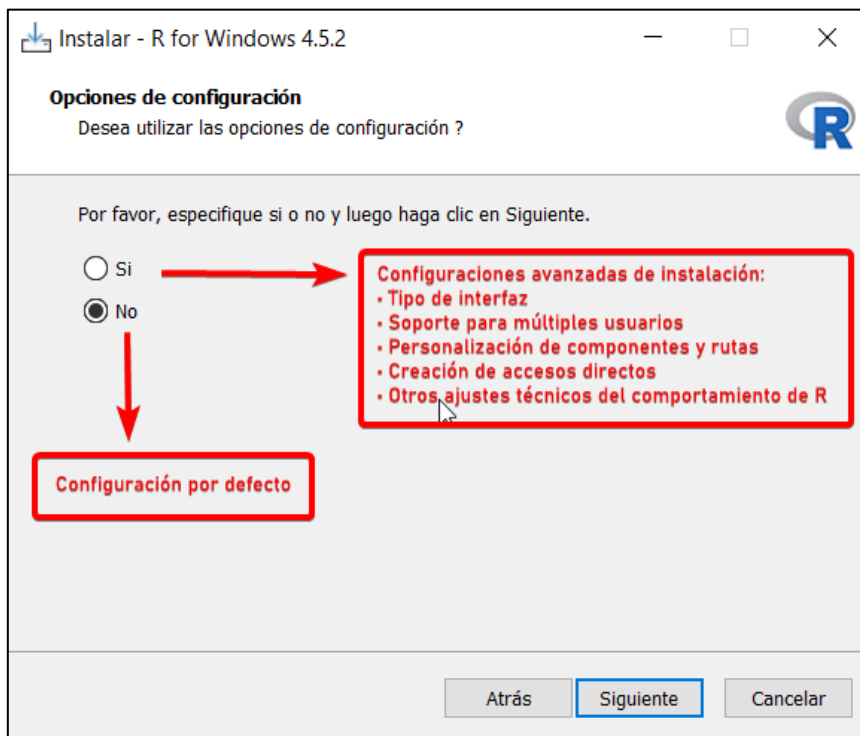 Instalar - R for Windows 4.5.2
Opciones de configuración
Desea utilizar las opciones de configuración ?
R
Por favor, especifique si o no y luego haga clic en Siguiente.
Si
No
Configuraciones avanzadas de instalación:
• Tipo de interfaz
• Soporte para múltiples usuarios
• Personalización de componentes y rutas
• Creación de accesos directos
• Otros ajustes técnicos del comportamiento de R
Configuración por defecto
Atrás
Siguiente
Cancelar